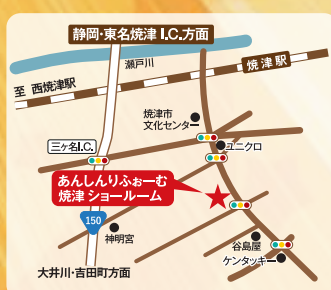 静岡・東名焼津 I.C.方面
瀬戸川
焼津駅
至 西焼津駅
焼津市
文化センター
ユニクロ
三ヶ名I.C.
あんしんりふぉーむ
焼津 ショールーム
150
神明宮
谷島屋
ケンタッキー
大井川・吉田町方面